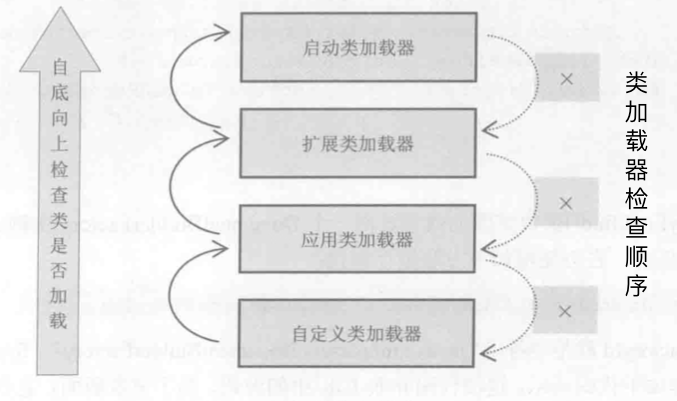 自底向上检查类是否加载
启动类加载器
扩展类加载器
应用类加载器
自定义类加载器
×
×
×
类加载器检查顺序